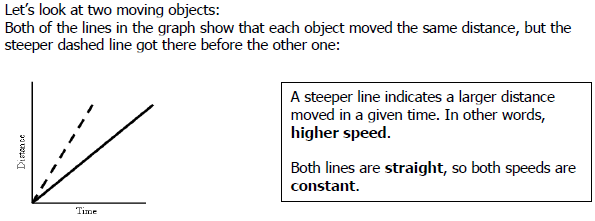 Let's look at two moving objects:
Both of the lines in the graph show that each object moved the same distance, but the
steeper dashed line got there before the other one:
Distance
Time
A steeper line indicates a larger distance
moved in a given time. In other words,
higher speed.
Both lines are straight, so both speeds are
constant.